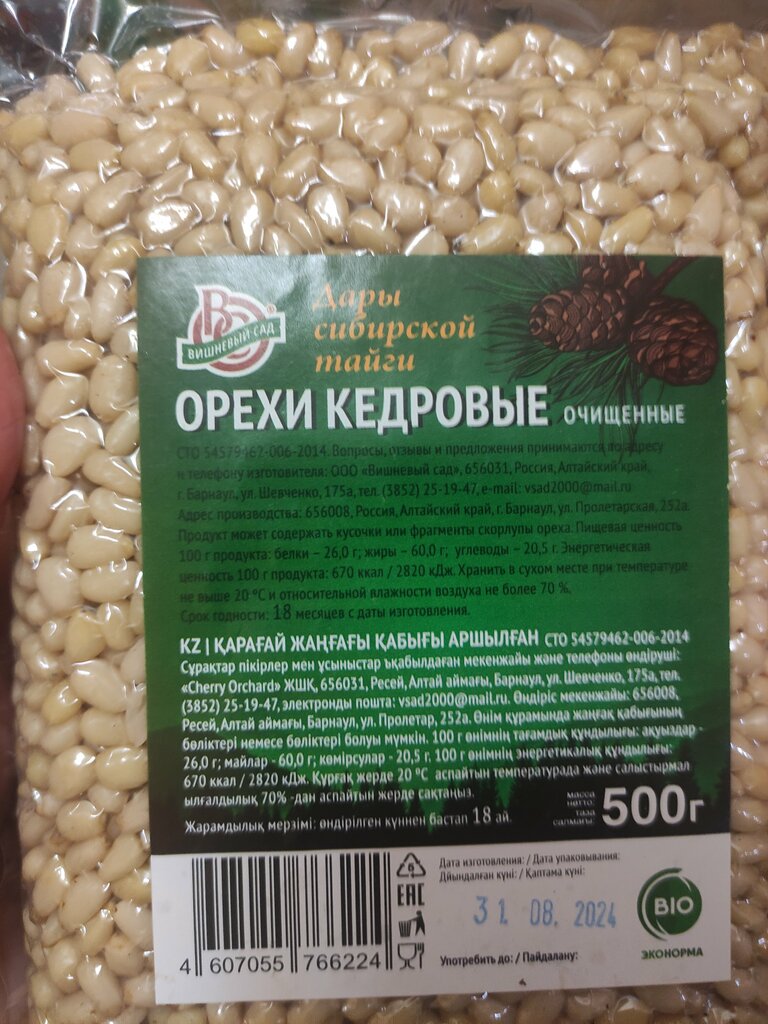 ВС
ВИШНЕВЫЙ САД
Дары
сибирской
тайги
ОРЕХИ КЕДРОВЫЕ ОЧИЩЕННЫЕ
СТО 54579462-006-2014. Вопросы, отзывы и предложения принимаются по адресу
и телефону изготовителя: ООО «Вишневый сад», 656031, Россия, Алтайский край,
г. Барнаул, ул. Шевченко, 175а, тел. (3852) 25-19-47, e-mail: vsad2000@mail.ru
Адрес производства: 656008, Россия, Алтайский край, г. Барнаул, ул. Пролетарская, 252а.
Продукт может содержать кусочки или фрагменты скорлупы ореха. Пищевая ценность
100 г продукта: белки – 26,0 г; жиры – 60,0 г; углеводы – 20,5 г. Энергетическая
ценность 100 г продукта: 670 ккал / 2820 кДж. Хранить в сухом месте при температуре
не выше 20 °С и относительной влажности воздуха не более 70 %.
Срок годности: 18 месяцев с даты изготовления.
KZ | ҚАРАҒАЙ ЖАҢҒАҒЫ ҚАБЫҒЫ АРШЫЛҒАН СТО 54579462-006-2014
Сұрақтар пікірлер мен ұсыныстар ъқабылдаған мекенжайы және телефоны өндіруші:
«Cherry Orchard» ЖШҚ, 656031, Ресей, Алтай аймағы, Барнаул, ул. Шевченко, 175а, тел.
(3852) 25-19-47, электронды пошта: vsad2000@mail.ru. Өндіріс мекенжайы: 656008,
Ресей, Алтай аймағы, Барнаул, ул. Пролетар, 252а. Өнім құрамында жаңғақ қабығының
бөліктері немесе бөліктері болуы мүмкін. 100 г өнімнің тағамдық құндылығы: ақуыздар -
26,0 г; майлар - 60,0 г; көмірсулар - 20,5 г. 100 г өнімнің энергетикалық құндылығы:
670 ккал / 2820 кДж. Құрғақ жерде 20 °С аспайтын температурада және салыстырмал
ылғалдылық 70% -дан аспайтын жерде сақтаңыз.
Жарамдылық мерзімі: өндірілген күннен бастап 18 ай.
масса
нетто:
таза
салмағы:
500г
4 607055 766224
6
ЕАС
Дата изготовления: / Дата упаковывания:
Дйындалған күні: / Қаптама күні:
31. 08. 2024
Употребить до: / Пайдалану:
BIO
ЭКОНОРМА